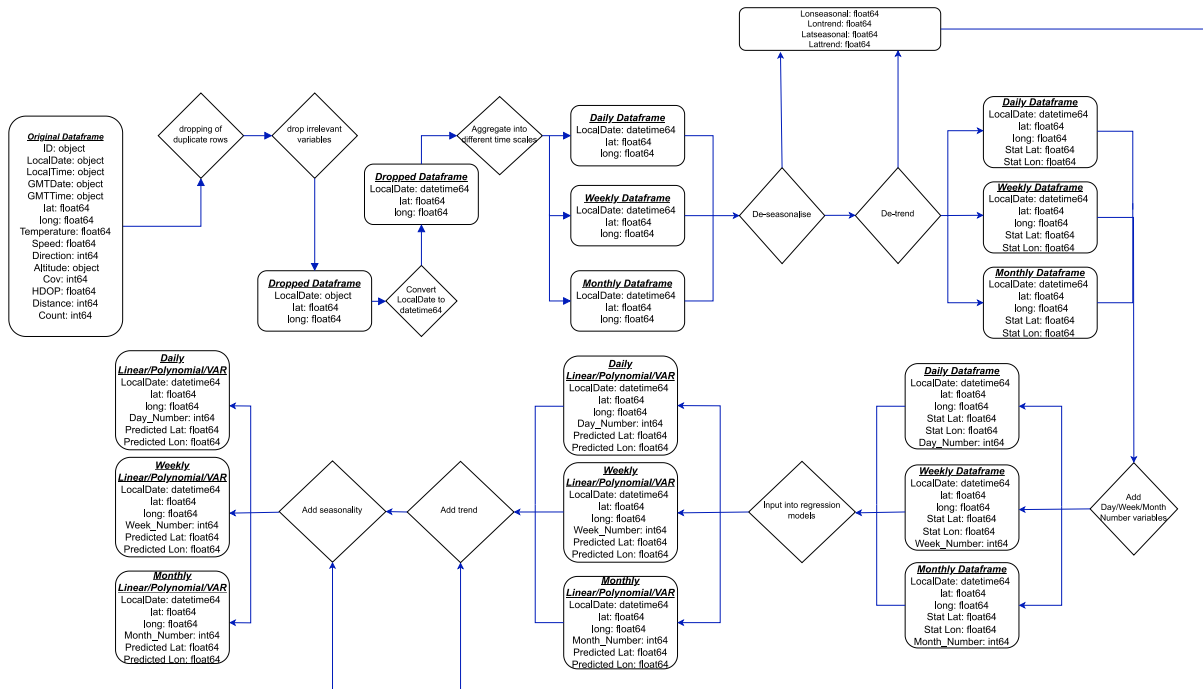 Lonseasonal: float64
Lontrend: float64
Latseasonal: float64
Lattrend: float64
Original Dataframe
ID: object
LocalDate: object
LocalTime: object
GMTDate: object
GMTTime: object
lat: float64
long: float64
Temperature: float64
Speed: float64
Direction: int64
Altitude: object
Cov: int64
HDOP: float64
Distance: int64
Count: int64
dropping of
duplicate rows
drop irrelevant
variables
Dropped Dataframe
LocalDate: object
lat: float64
long: float64
Convert
LocalDate to
datetime64
Dropped Dataframe
LocalDate: datetime64
lat: float64
long: float64
Aggregate into
different time scales
Daily Dataframe
LocalDate: datetime64
lat: float64
long: float64
Weekly Dataframe
LocalDate: datetime64
lat: float64
long: float64
Monthly Dataframe
LocalDate: datetime64
lat: float64
long: float64
De-seasonalise
De-trend
Daily Dataframe
LocalDate: datetime64
lat: float64
long: float64
Stat Lat: float64
Stat Lon: float64
Weekly Dataframe
LocalDate: datetime64
lat: float64
long: float64
Stat Lat: float64
Stat Lon: float64
Monthly Dataframe
LocalDate: datetime64
lat: float64
long: float64
Stat Lat: float64
Stat Lon: float64
Add
Day/Week/Month
Number variables
Daily Dataframe
LocalDate: datetime64
lat: float64
long: float64
Stat Lat: float64
Stat Lon: float64
Day_Number: int64
Weekly Dataframe
LocalDate: datetime64
lat: float64
long: float64
Stat Lat: float64
Stat Lon: float64
Week_Number: int64
Monthly Dataframe
LocalDate: datetime64
lat: float64
long: float64
Stat Lat: float64
Stat Lon: float64
Month_Number: int64
Input into regression
models
Daily
Linear/Polynomial/VAR
LocalDate: datetime64
lat: float64
long: float64
Day_Number: int64
Predicted Lat: float64
Predicted Lon: float64
Weekly
Linear/Polynomial/VAR
LocalDate: datetime64
lat: float64
long: float64
Week_Number: int64
Predicted Lat: float64
Predicted Lon: float64
Monthly
Linear/Polynomial/VAR
LocalDate: datetime64
lat: float64
long: float64
Month_Number: int64
Predicted Lat: float64
Predicted Lon: float64
Add trend
Add seasonality
Daily
Linear/Polynomial/VAR
LocalDate: datetime64
lat: float64
long: float64
Day_Number: int64
Predicted Lat: float64
Predicted Lon: float64
Weekly
Linear/Polynomial/VAR
LocalDate: datetime64
lat: float64
long: float64
Week_Number: int64
Predicted Lat: float64
Predicted Lon: float64
Monthly
Linear/Polynomial/VAR
LocalDate: datetime64
lat: float64
long: float64
Month_Number: int64
Predicted Lat: float64
Predicted Lon: float64